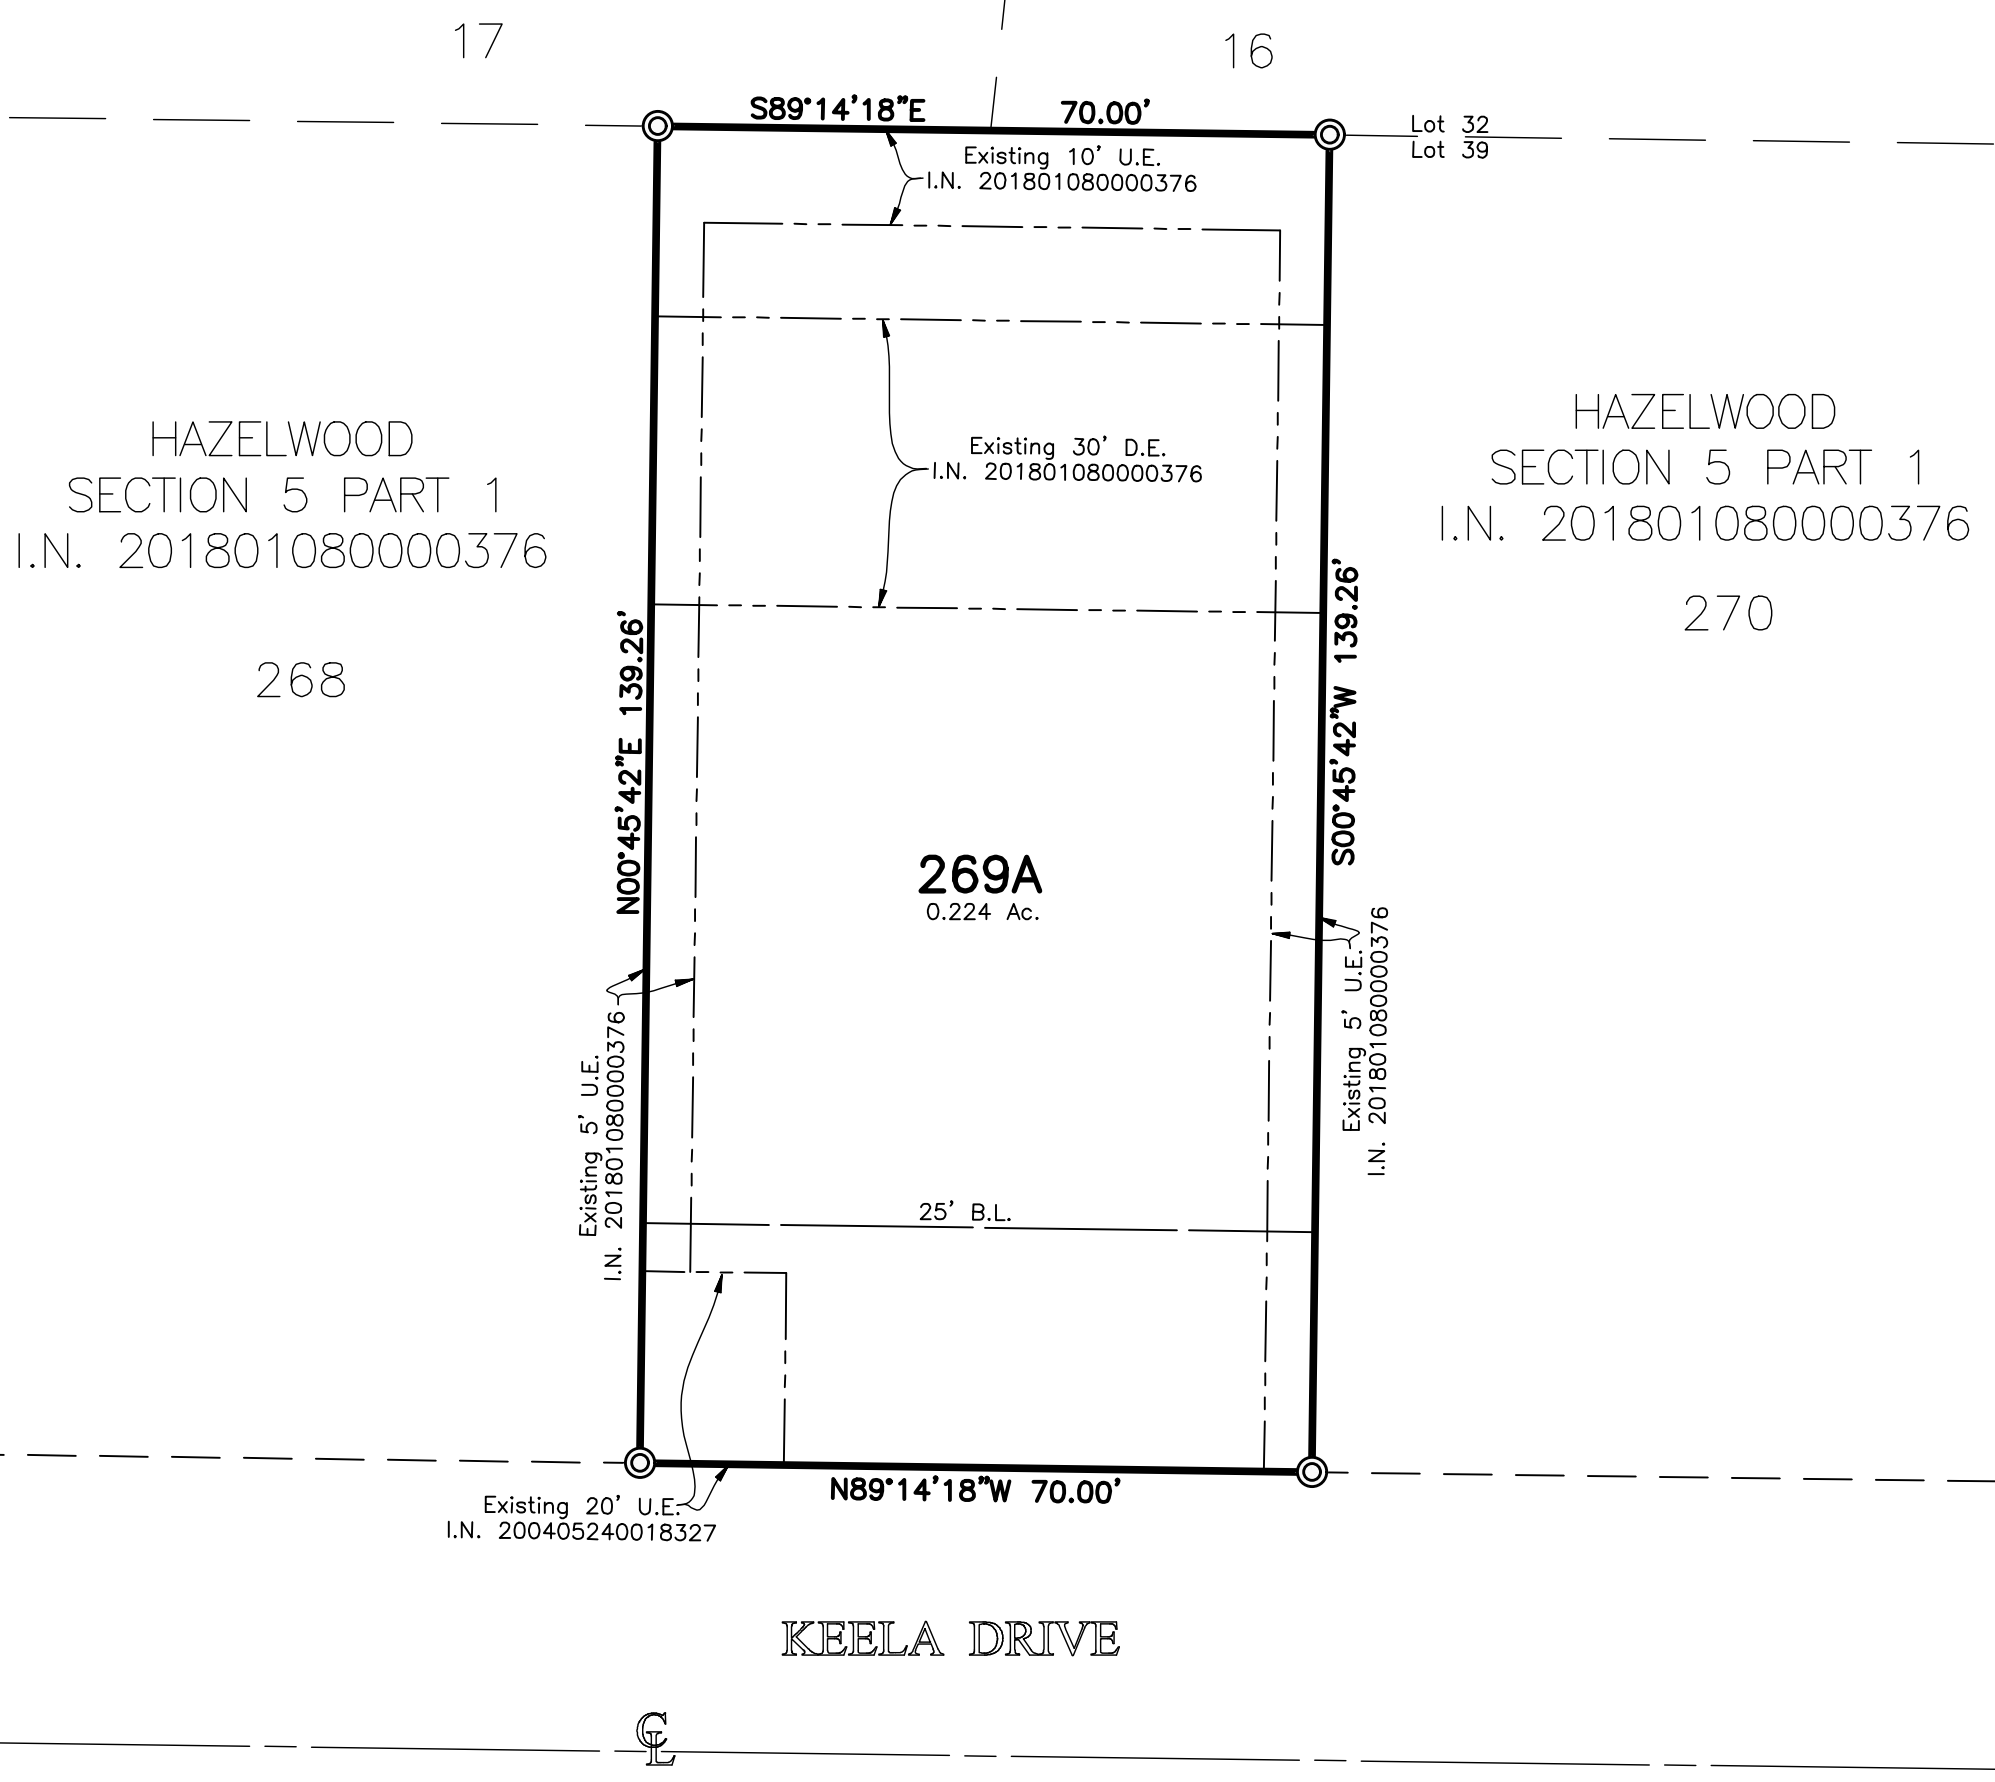 17
16
S89°14'18"E 70.00'
Lot 32
Lot 39
Existing 10' U.E.
I.N. 201801080000376
HAZELWOOD
SECTION 5 PART 1
I.N. 201801080000376
268
Existing 30' D.E.
I.N. 201801080000376
HAZELWOOD
SECTION 5 PART 1
I.N. 201801080000376
270
N00°45'42"E 139.26'
S00°45'42"W 139.26'
269A
0.224 Ac.
Existing 5' U.E.
I.N. 201801080000376
Existing 5' U.E.
I.N. 201801080000376
25' B.L.
N89°14'18"W 70.00'
Existing 20' U.E.
I.N. 200405240018327
KEELA DRIVE
CL